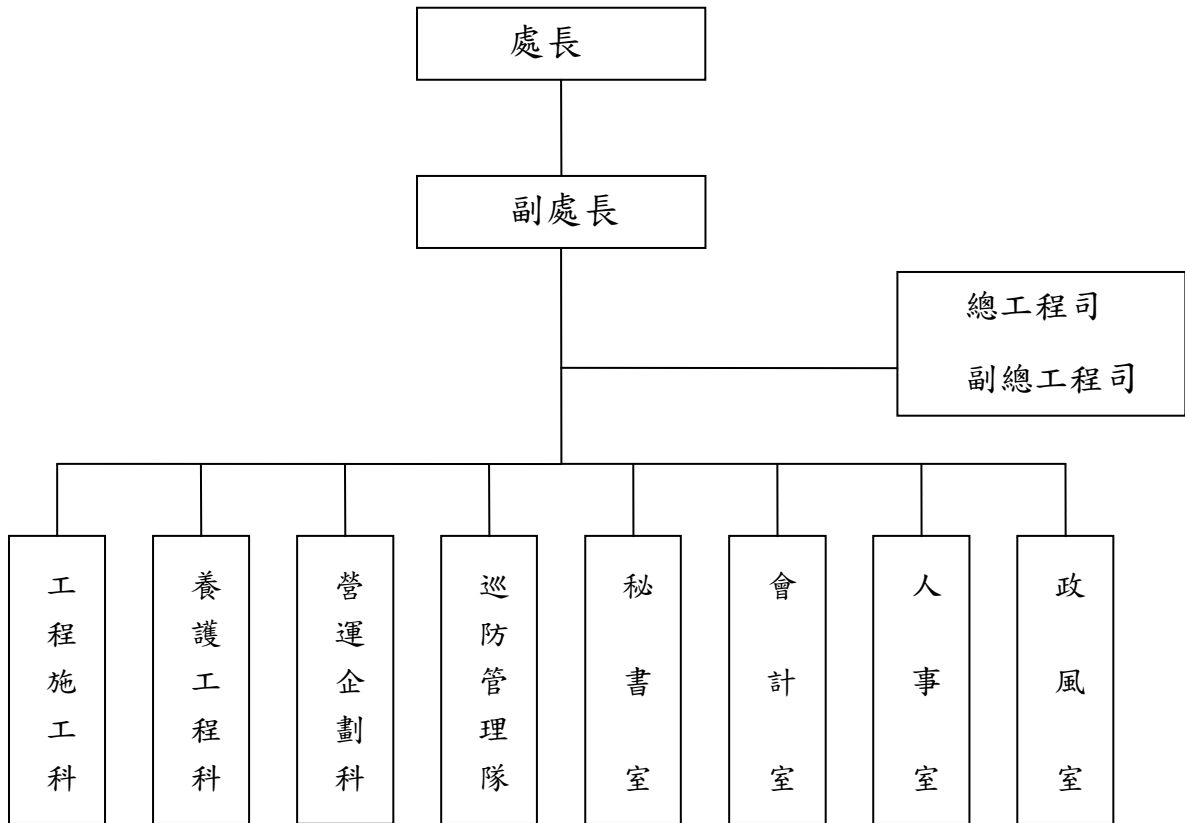 處長
副處長
總工程司
副總工程司
工程施工科
養護工程科
營運企劃科
巡防管理隊
秘書室
會計室
人事室
政風室